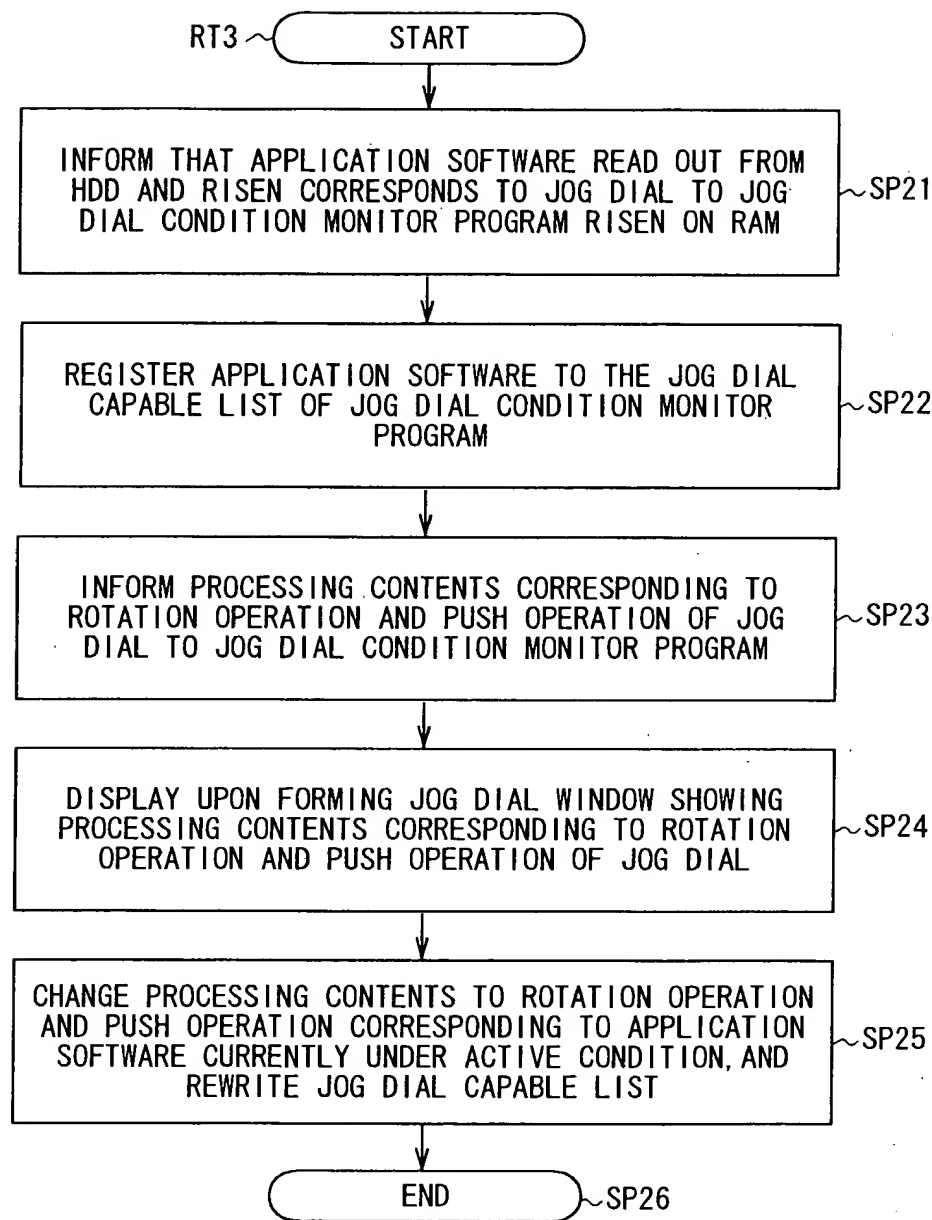 RT3
START
INFORM THAT APPLICATION SOFTWARE READ OUT FROM
HDD AND RISEN CORRESPONDS TO JOG DIAL TO JOG
DIAL CONDITION MONITOR PROGRAM RISEN ON RAM
SP21
REGISTER APPLICATION SOFTWARE TO THE JOG DIAL
CAPABLE LIST OF JOG DIAL CONDITION MONITOR
PROGRAM
SP22
INFORM PROCESSING CONTENTS CORRESPONDING TO
ROTATION OPERATION AND PUSH OPERATION OF JOG
DIAL TO JOG DIAL CONDITION MONITOR PROGRAM
SP23
DISPLAY UPON FORMING JOG DIAL WINDOW SHOWING
PROCESSING CONTENTS CORRESPONDING TO ROTATION
OPERATION AND PUSH OPERATION OF JOG DIAL
SP24
CHANGE PROCESSING CONTENTS TO ROTATION OPERATION
AND PUSH OPERATION CORRESPONDING TO APPLICATION
SOFTWARE CURRENTLY UNDER ACTIVE CONDITION, AND
REWRITE JOG DIAL CAPABLE LIST
SP25
END
SP26